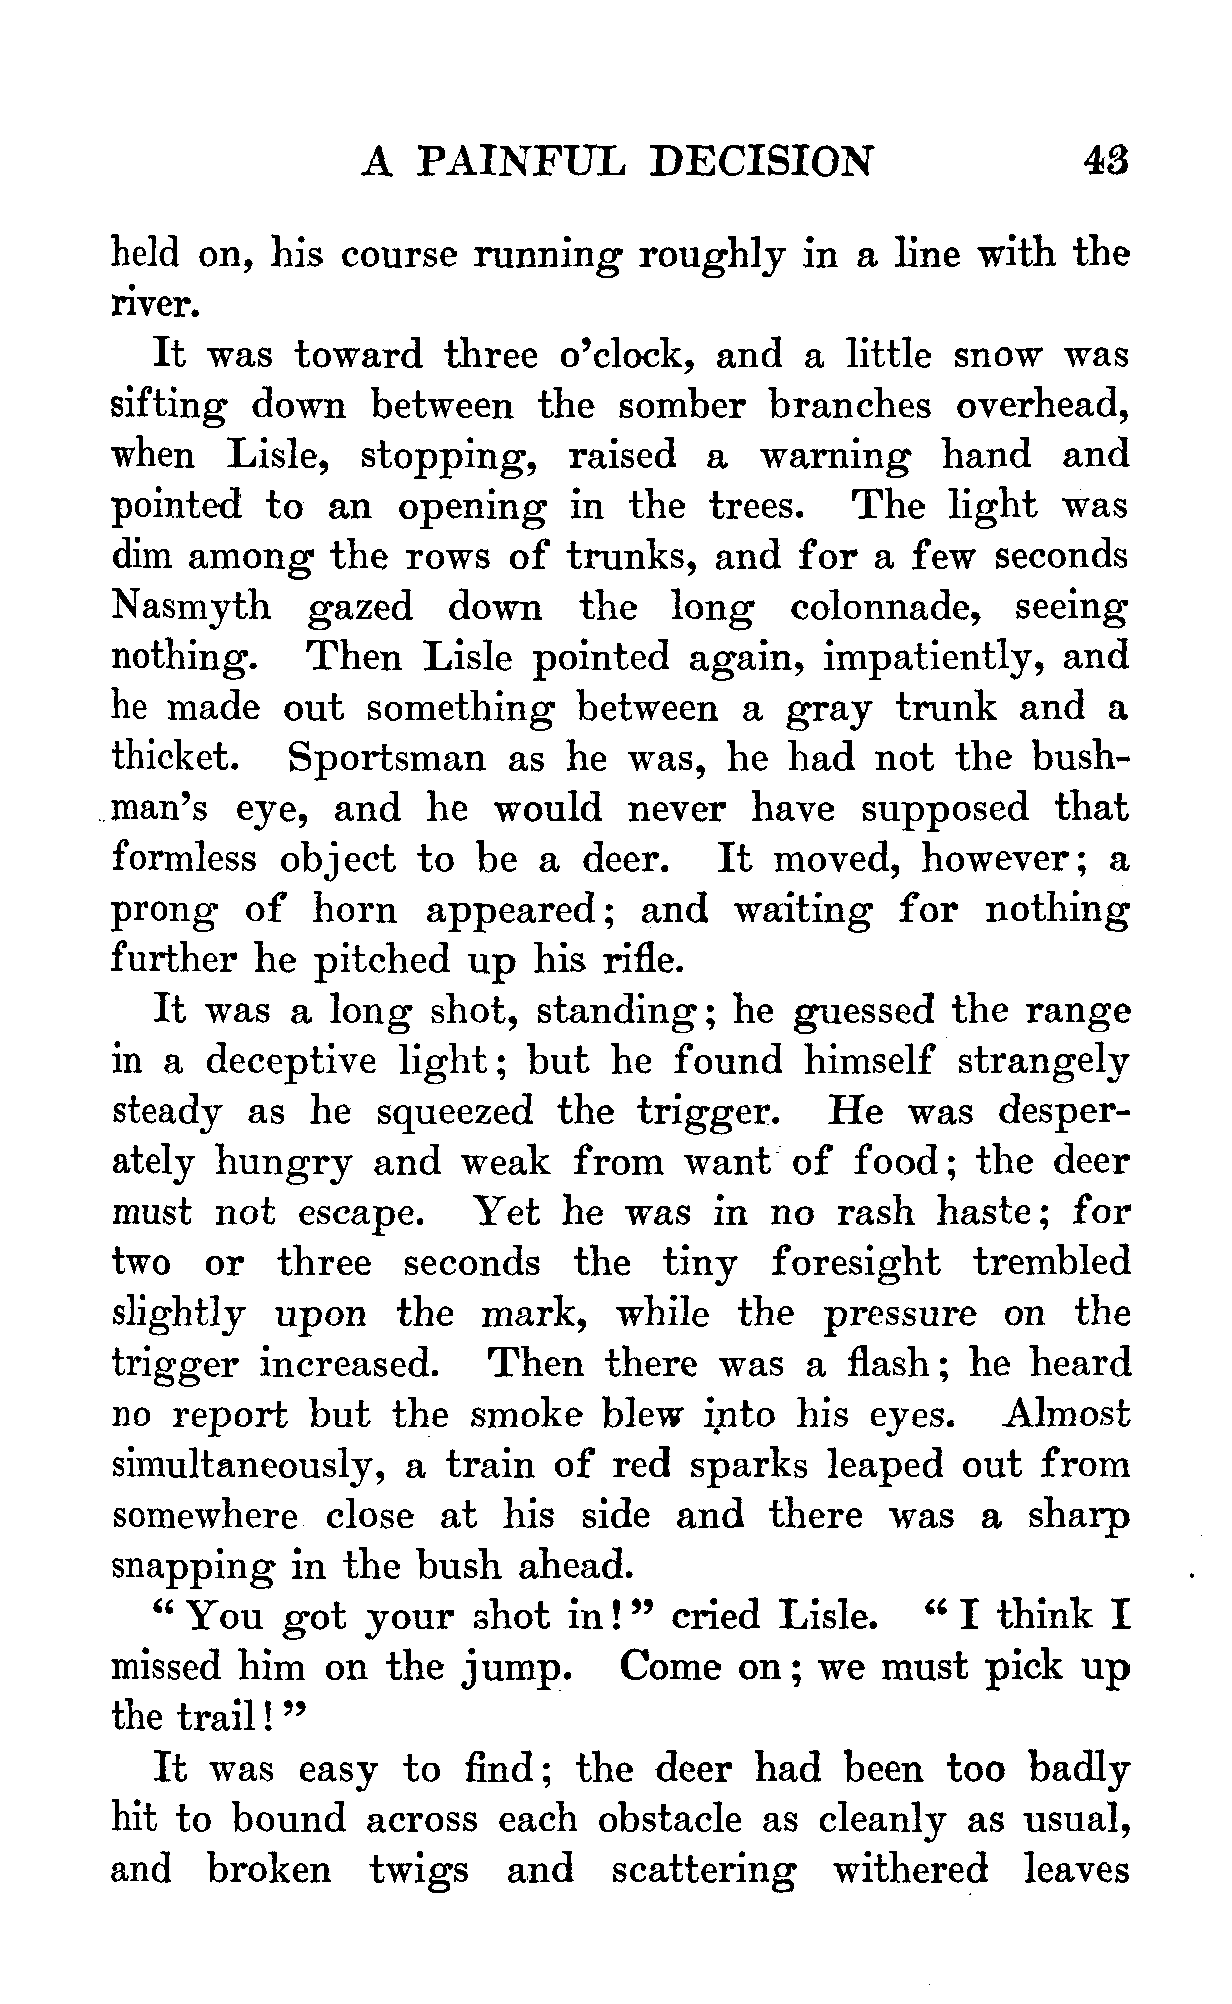 A PAINFUL DECISION 43
held on, his course running roughly in a line with the
river.
It was toward three o'clock, and a little snow was
sifting down between the somber branches overhead,
when Lisle, stopping, raised a warning hand and
pointed to an opening in the trees. The light was
dim among the rows of trunks, and for a few seconds
Nasmyth gazed down the long colonnade, seeing
nothing. Then Lisle pointed again, impatiently, and
he made out something between a gray trunk and a
thicket. Sportsman as he was, he had not the bush-
man's eye, and he would never have supposed that
formless object to be a deer. It moved, however; a
prong of horn appeared; and waiting for nothing
further he pitched up his rifle.
It was a long shot, standing; he guessed the range
in a deceptive light; but he found himself strangely
steady as he squeezed the trigger. He was desper-
ately hungry and weak from want of food; the deer
must not escape. Yet he was in no rash haste; for
two or three seconds the tiny foresight trembled
slightly upon the mark, while the pressure on the
trigger increased. Then there was a flash; he heard
no report but the smoke blew into his eyes. Almost
simultaneously, a train of red sparks leaped out from
somewhere close at his side and there was a sharp
snapping in the bush ahead.
"You got your shot in!" cried Lisle. "I think I
missed him on the jump. Come on; we must pick up
the trail!"
It was easy to find; the deer had been too badly
hit to bound across each obstacle as cleanly as usual,
and broken twigs and scattering withered leaves